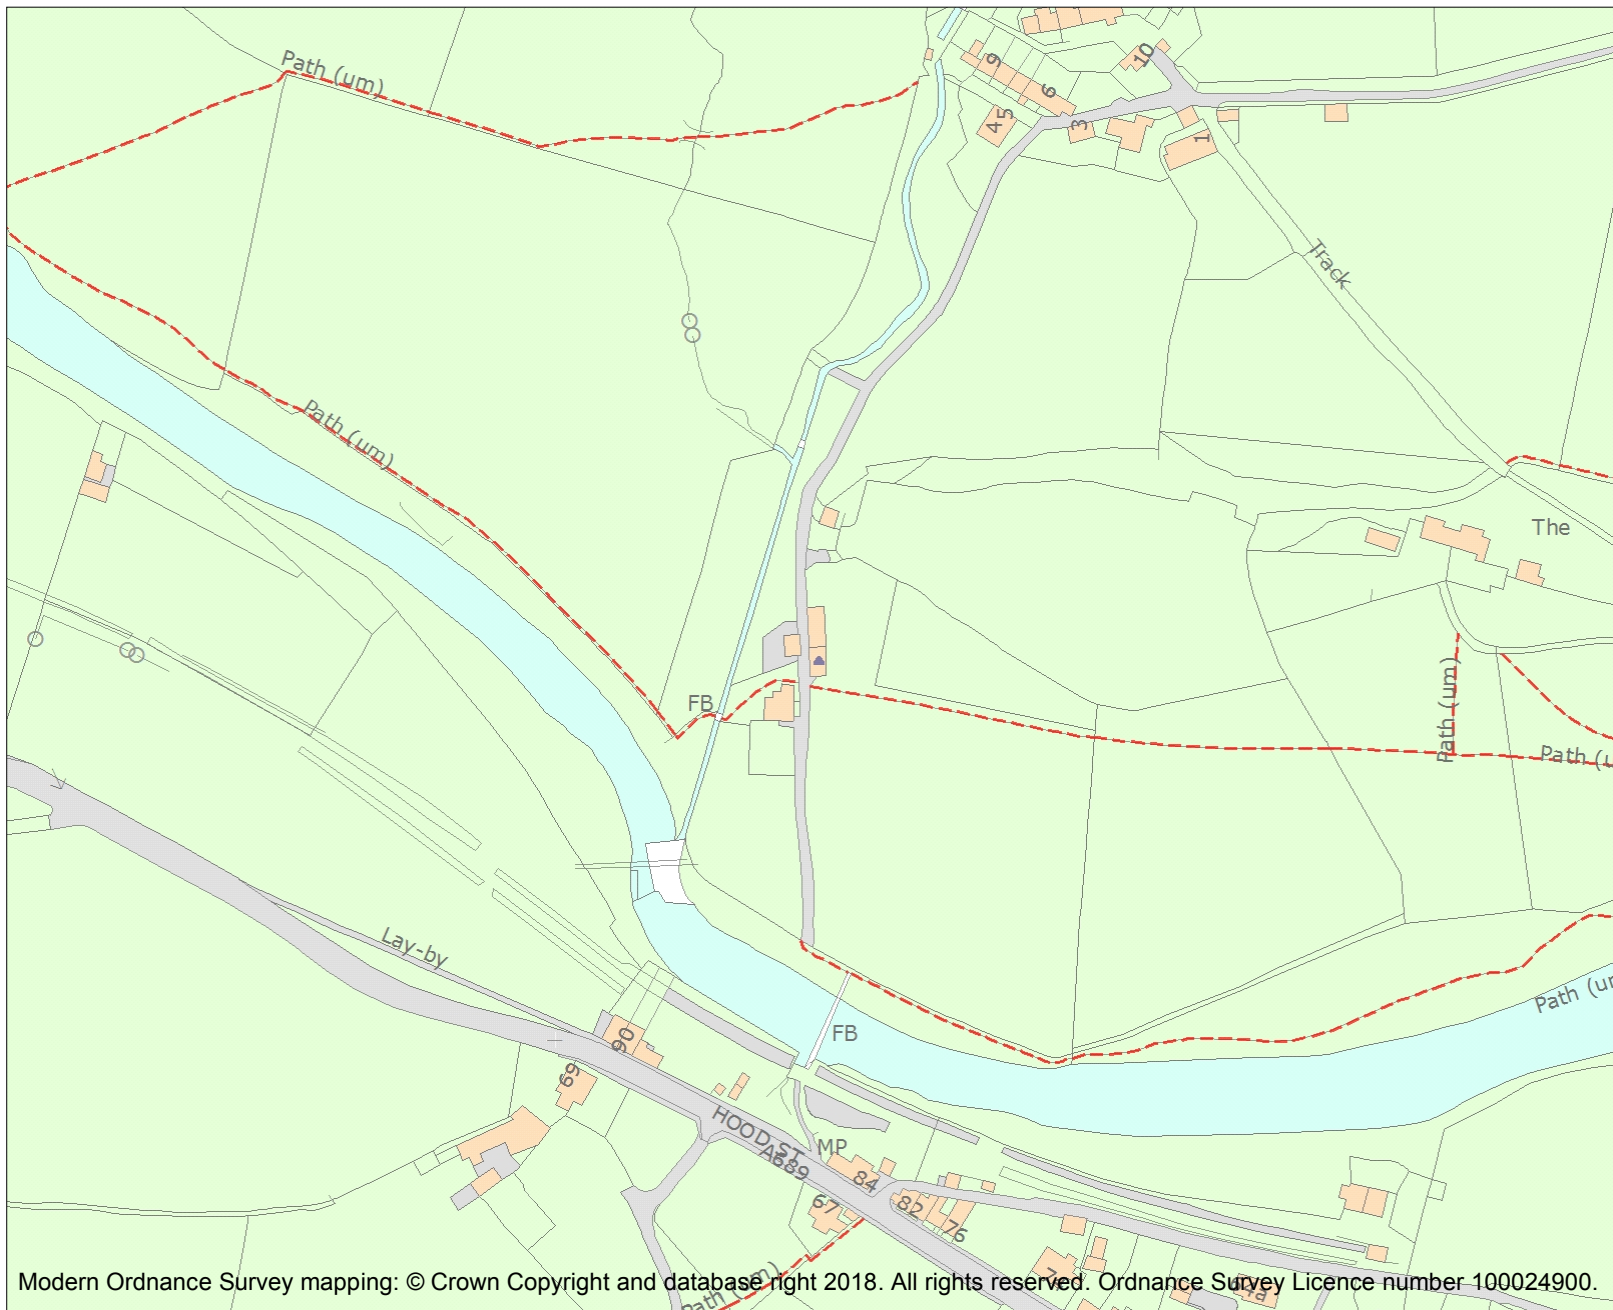 Path (um)
10
9
6
5
4
3
1
Track
Path (um)
The
FB
Path (um)
Lay-by
Path (
FB
90
69
HOOD ST
A689
MP
84
67
82
76
74
64a
Path (um)
Modern Ordnance Survey mapping: © Crown Copyright and database right 2018. All rights reserved. Ordnance Survey Licence number 100024900.